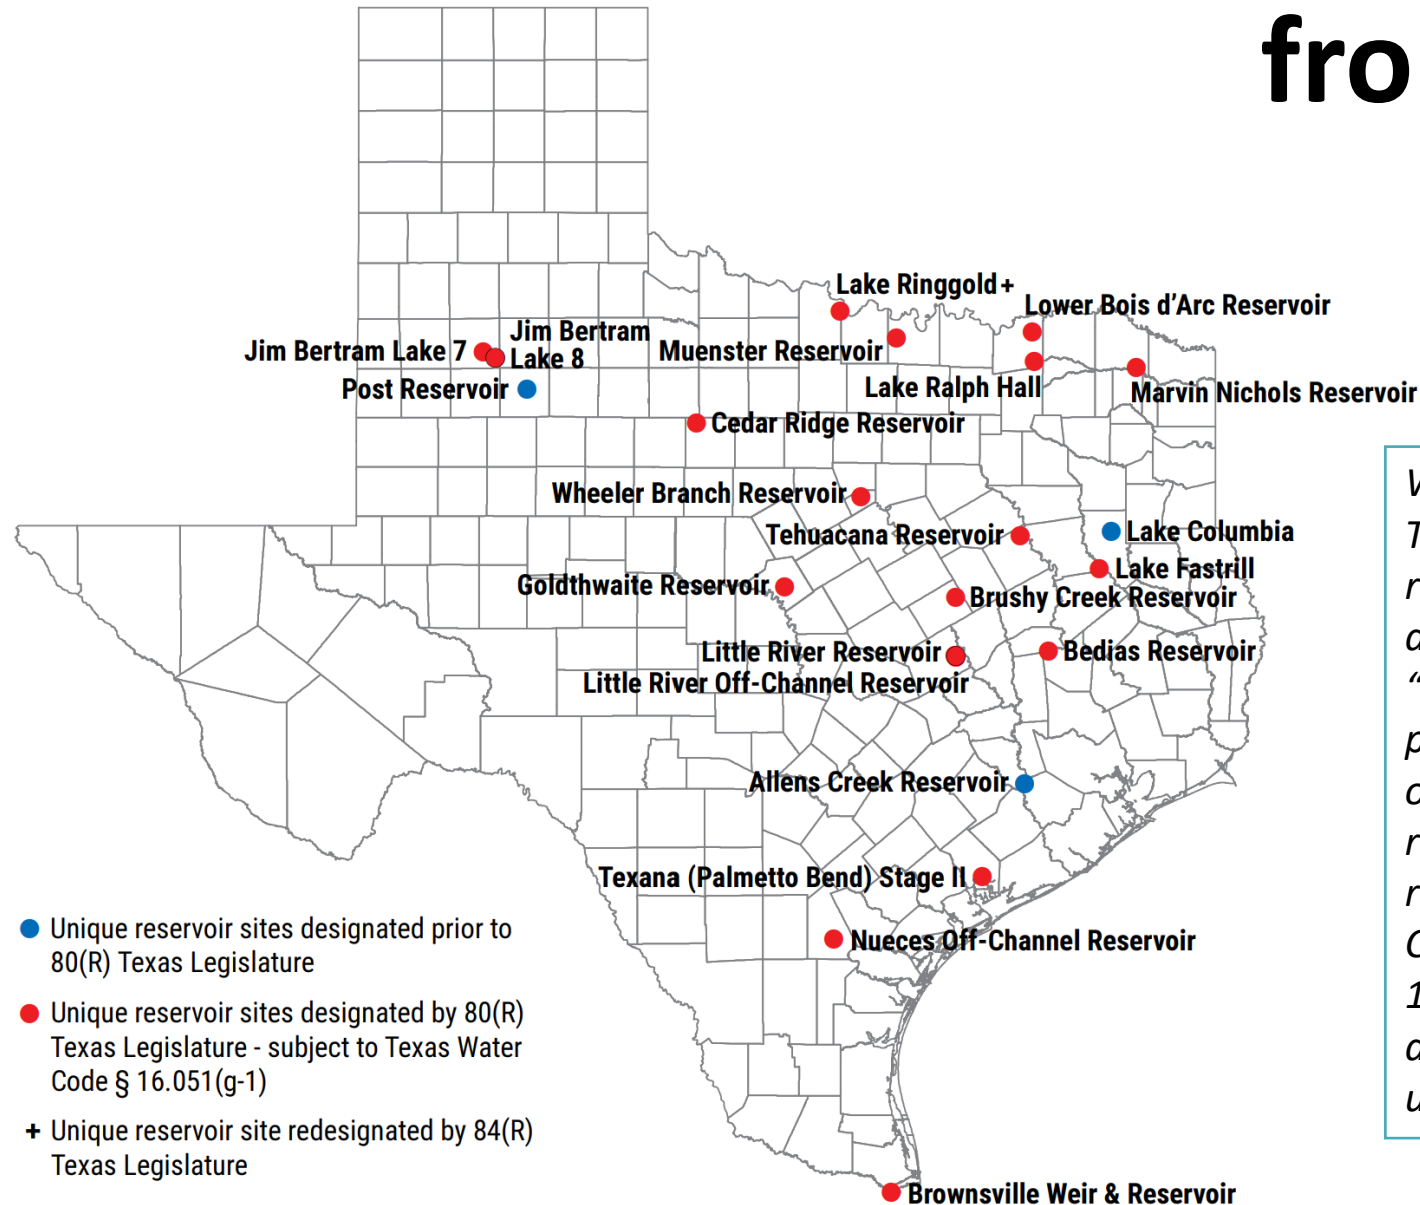 fro
Lake Ringgold+
Lower Bois d’Arc Reservoir
Jim Bertram
Lake 8
Jim Bertram Lake 7
Muenster Reservoir
Post Reservoir
Lake Ralph Hall
Marvin Nichols Reservoir
Cedar Ridge Reservoir
Wheeler Branch Reservoir
Tehuacana Reservoir
Lake Columbia
Lake Fastrill
Goldthwaite Reservoir
Brushy Creek Reservoir
Little River Reservoir
Bedias Reservoir
Little River Off-Channel Reservoir
Allens Creek Reservoir
Texana (Palmetto Bend) Stage II
Nueces Off-Channel Reservoir
Brownsville Weir & Reservoir
Unique reservoir sites designated prior to
80(R) Texas Legislature
Unique reservoir sites designated by 80(R)
Texas Legislature - subject to Texas Water
Code § 16.051(g-1)
+ Unique reservoir site redesignated by 84(R)
Texas Legislature